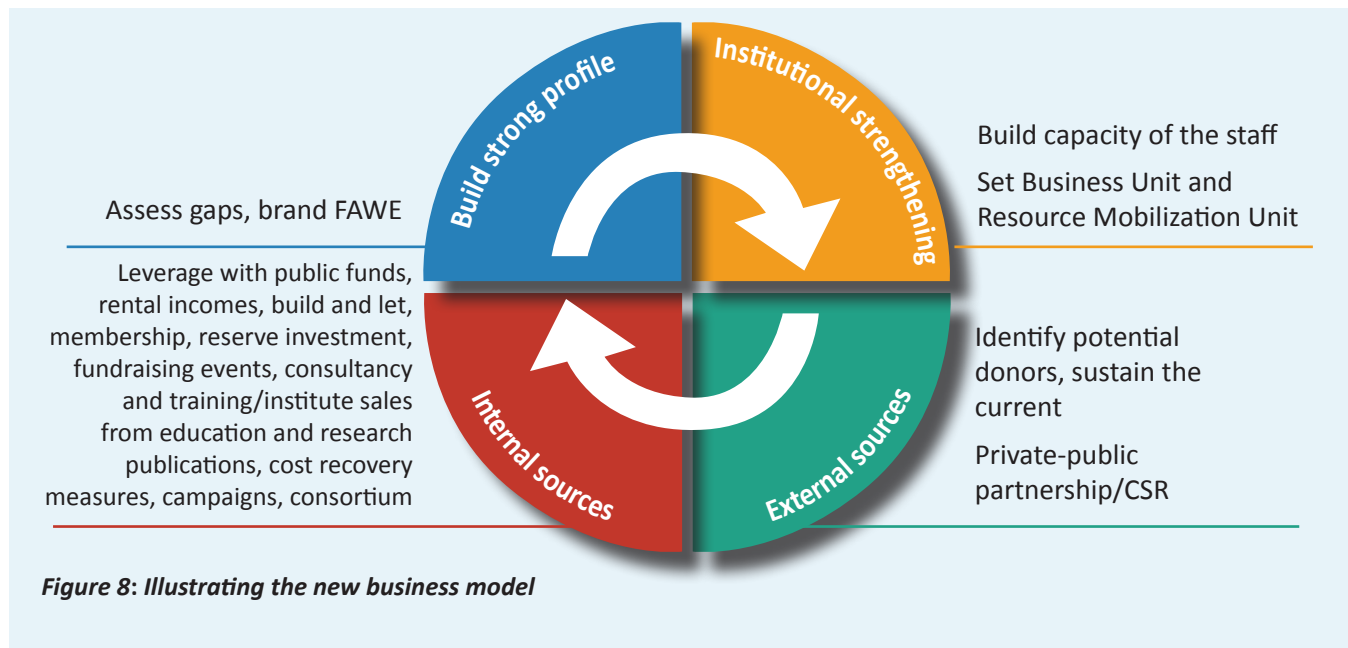 Build strong profile
Assess gaps, brand FAWE
Institutional strengthening
Build capacity of the staff
Set Business Unit and
Resource Mobilization Unit
Internal sources
Leverage with public funds,
rental incomes, build and let,
membership, reserve investment,
fundraising events, consultancy
and training/institute sales
from education and research
publications, cost recovery
measures, campaigns, consortium
External sources
Identify potential
donors, sustain the
current
Private-public
partnership/CSR
Figure 8: Illustrating the new business model